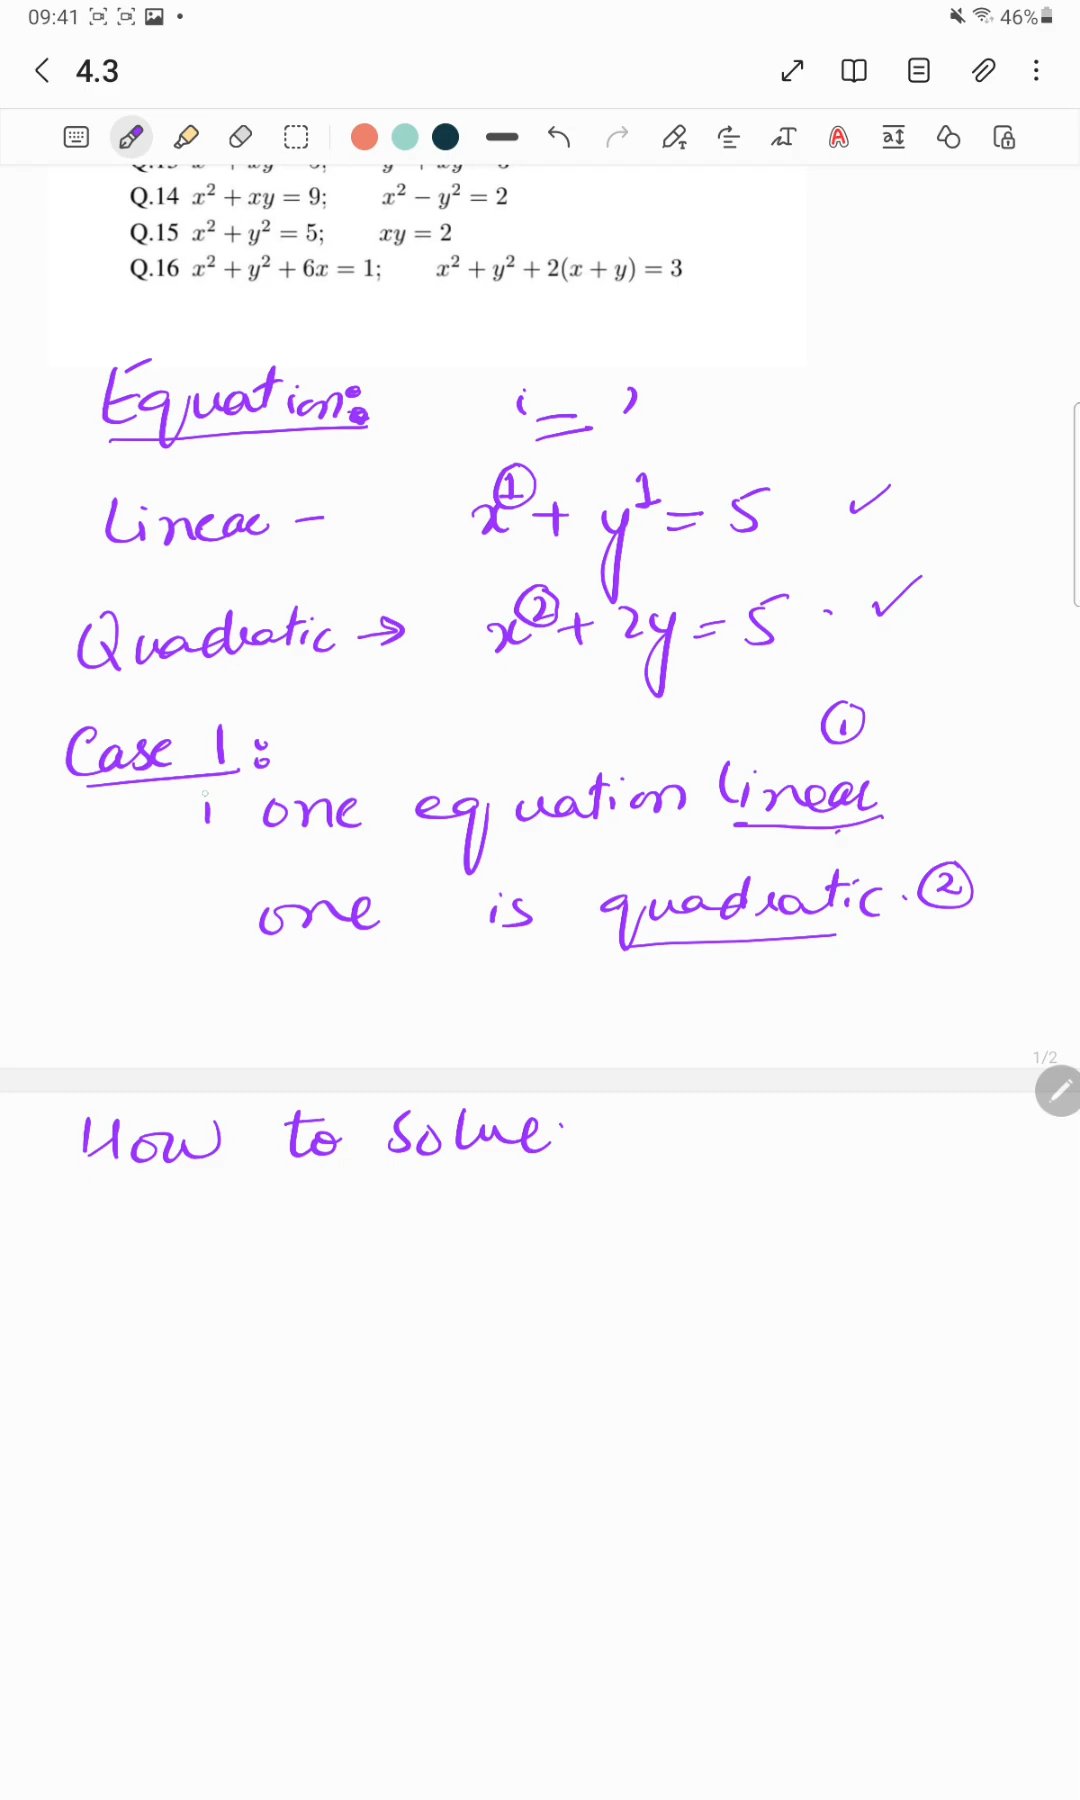 09:41 46%
4.3
Q.14 x² + xy = 9; x² − y² = 2
Q.15 x² + y² = 5; xy = 2
Q.16 x² + y² + 6x = 1; x² + y² + 2(x + y) = 3
Equation: ‘=’
Linear - x¹ + y¹ = 5 ✓
Quadratic → x² + 2y = 5 . ✓
Case 1: ①
i one equation linear
one is quadratic. ②
1/2
How to solve.